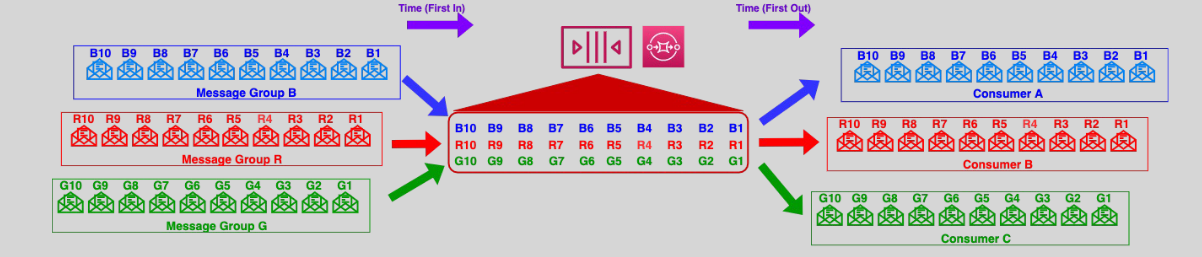 Time (First In)
Time (First Out)
B10 B9 B8 B7 B6 B5 B4 B3 B2 B1
Message Group B
R10 R9 R8 R7 R6 R5 R4 R3 R2 R1
Message Group R
G10 G9 G8 G7 G6 G5 G4 G3 G2 G1
Message Group G
B10 B9 B8 B7 B6 B5 B4 B3 B2 B1
R10 R9 R8 R7 R6 R5 R4 R3 R2 R1
G10 G9 G8 G7 G6 G5 G4 G3 G2 G1
B10 B9 B8 B7 B6 B5 B4 B3 B2 B1
Consumer A
R10 R9 R8 R7 R6 R5 R4 R3 R2 R1
Consumer B
G10 G9 G8 G7 G6 G5 G4 G3 G2 G1
Consumer C